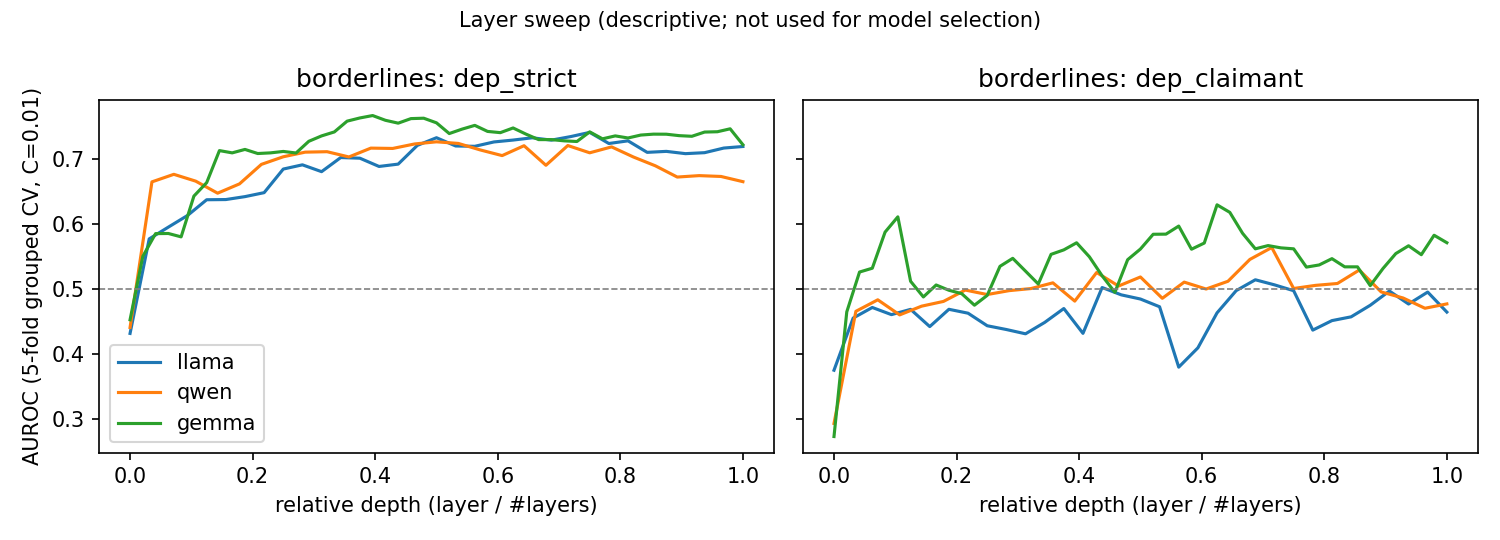 Layer sweep (descriptive; not used for model selection)
borderlines: dep_strict
borderlines: dep_claimant
AUROC (5-fold grouped CV, C=0.01)
0.7
0.6
0.5
0.4
0.3
llama
qwen
gemma
0.0 0.2 0.4 0.6 0.8 1.0
0.0 0.2 0.4 0.6 0.8 1.0
relative depth (layer / #layers)
relative depth (layer / #layers)